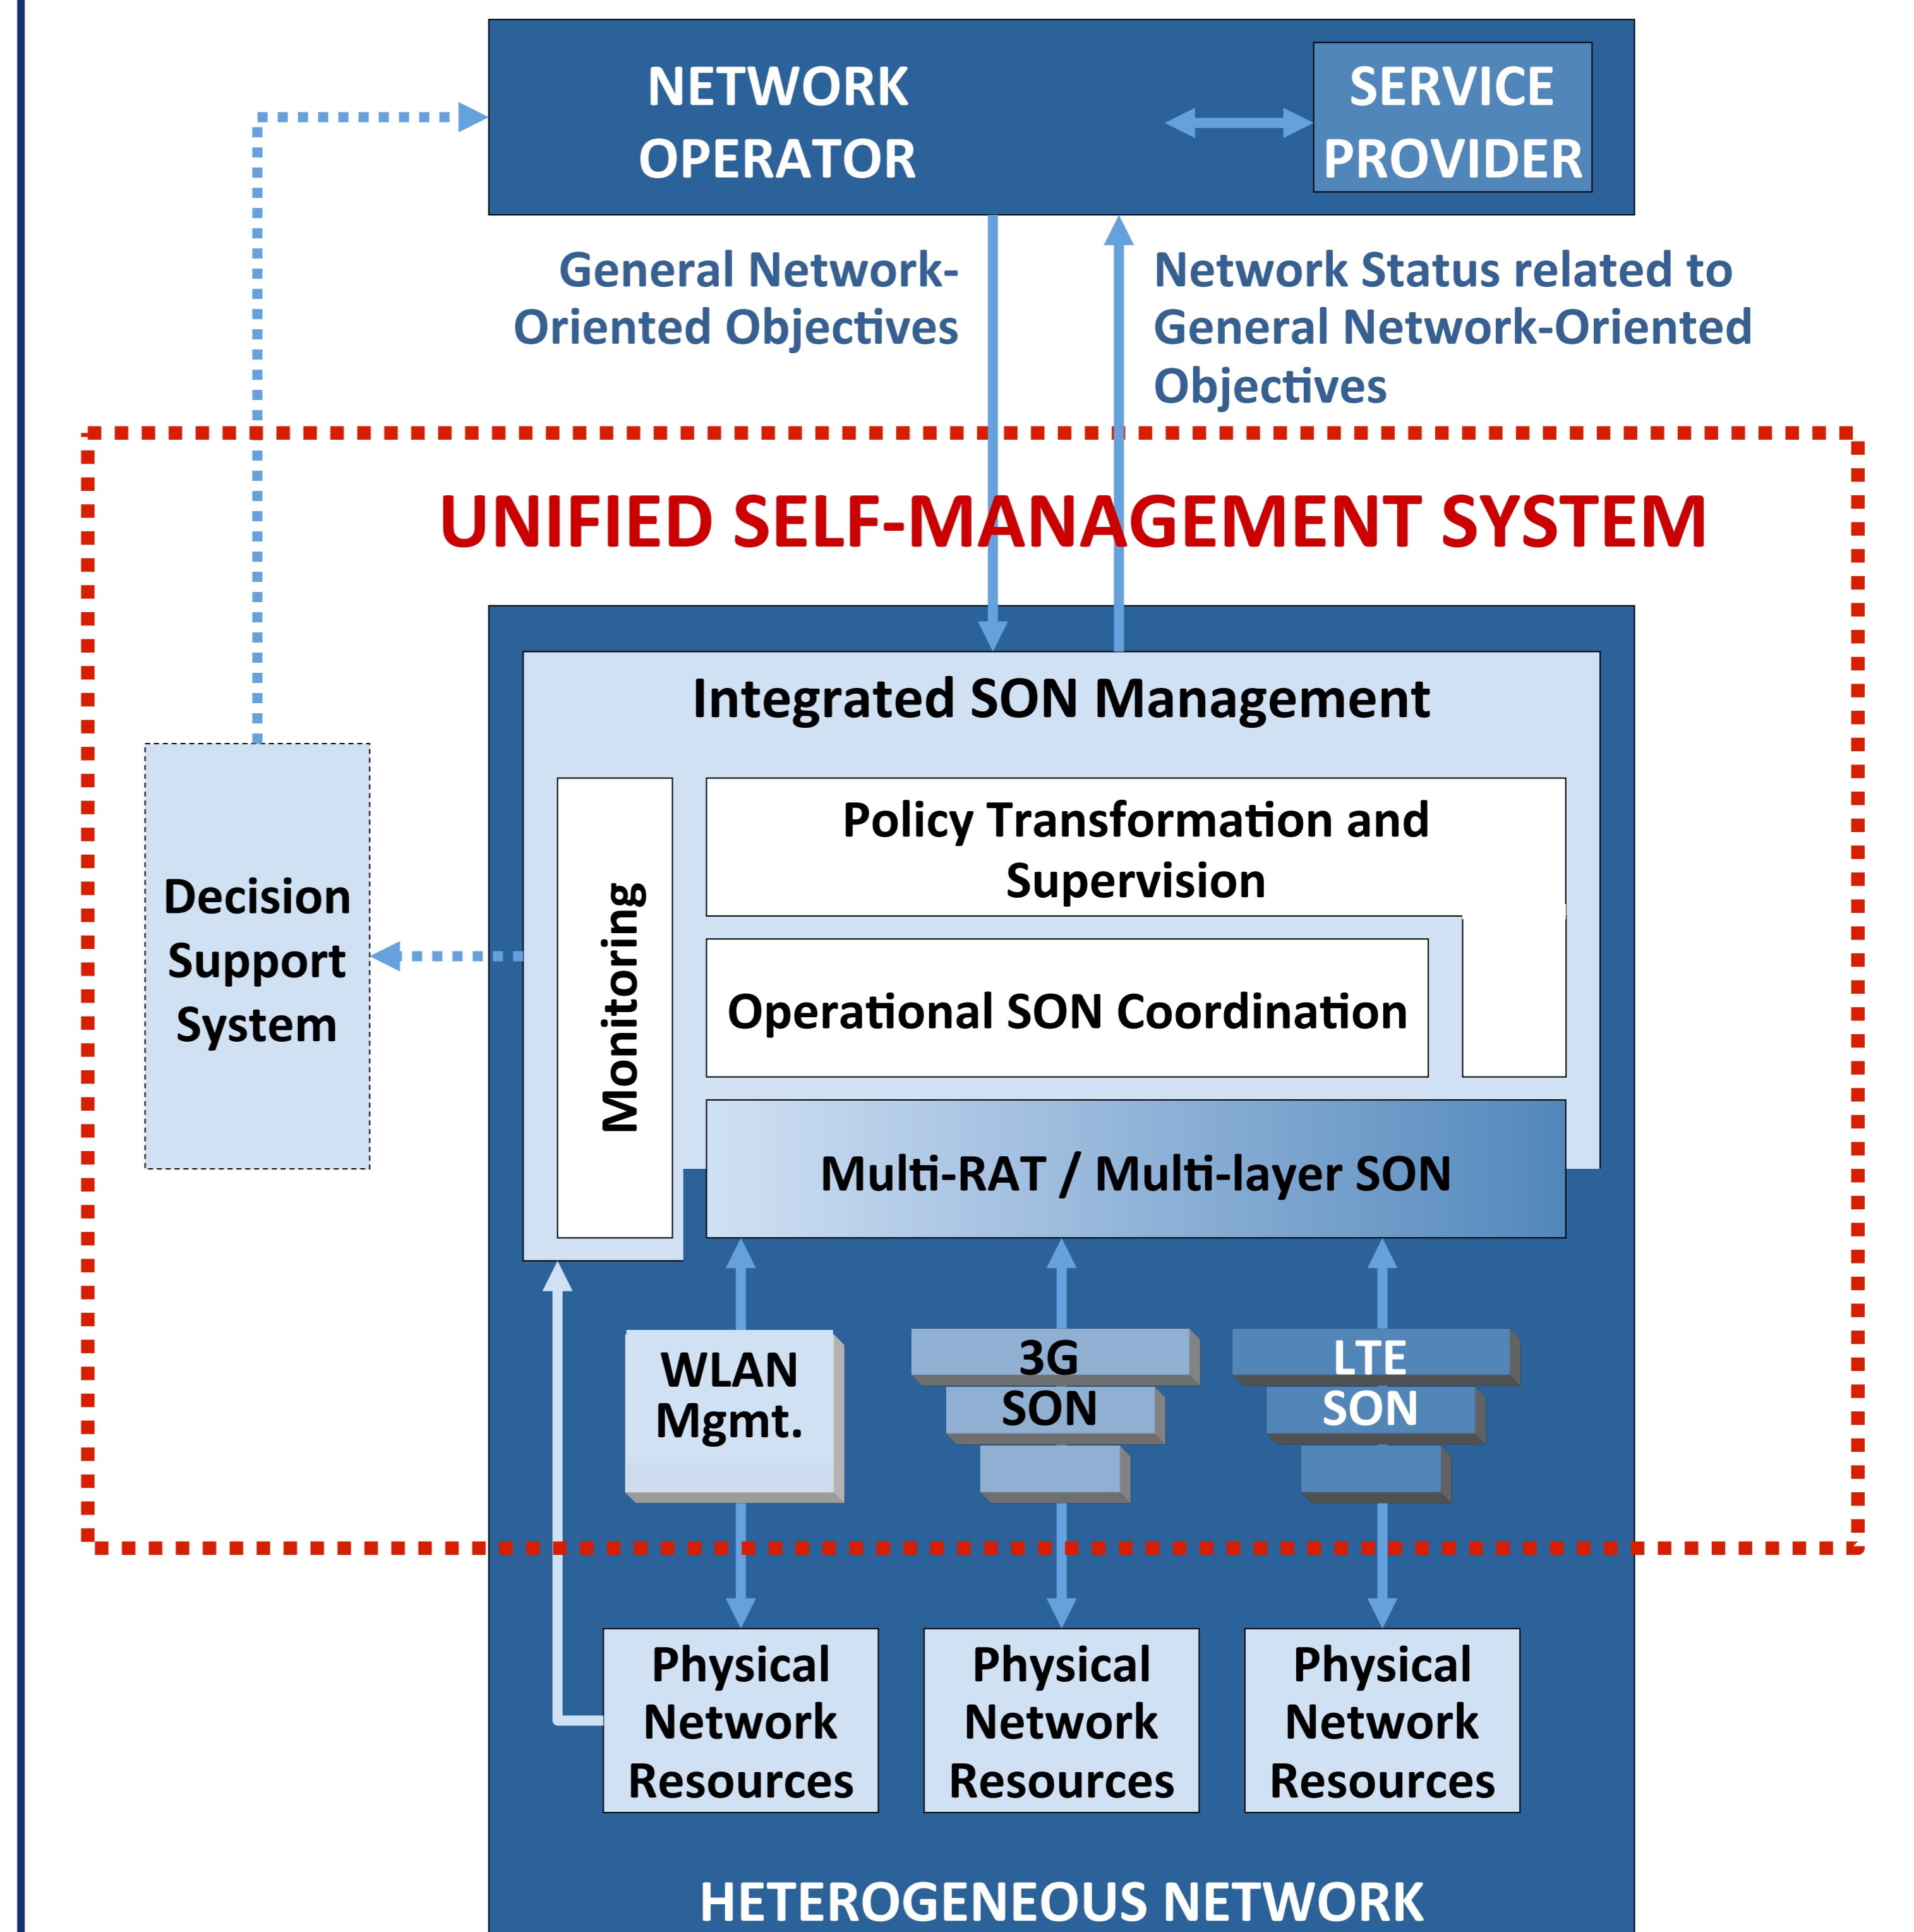 NETWORK
OPERATOR
SERVICE
PROVIDER
General Network-
Oriented Objectives
Network Status related to
General Network-Oriented
Objectives
UNIFIED SELF-MANAGEMENT SYSTEM
Integrated SON Management
Policy Transformation and
Supervision
Decision
Support
System
Monitoring
Operational SON Coordination
Multi-RAT / Multi-layer SON
WLAN
Mgmt.
3G
SON
LTE
SON
Physical
Network
Resources
Physical
Network
Resources
Physical
Network
Resources
HETEROGENEOUS NETWORK